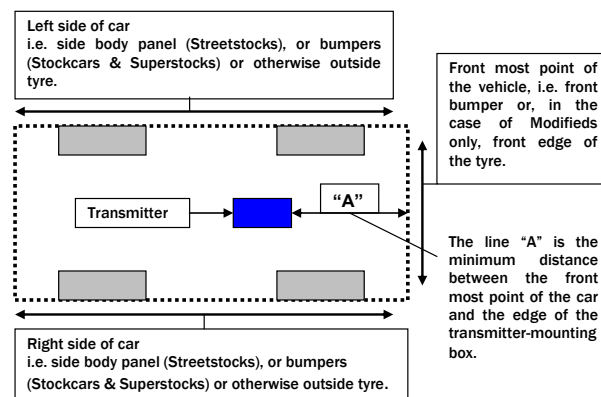 Left side of car
i.e. side body panel (Streetstocks), or bumpers
(Stockcars & Superstocks) or otherwise outside
tyre.
Front most point of
the vehicle, i.e. front
bumper or, in the
case of Modifieds
only, front edge of
the tyre.
Transmitter
“A”
The line “A” is the
minimum distance
between the front
most point of the car
and the edge of the
transmitter-mounting
box.
Right side of car
i.e. side body panel (Streetstocks), or bumpers
(Stockcars & Superstocks) or otherwise outside tyre.